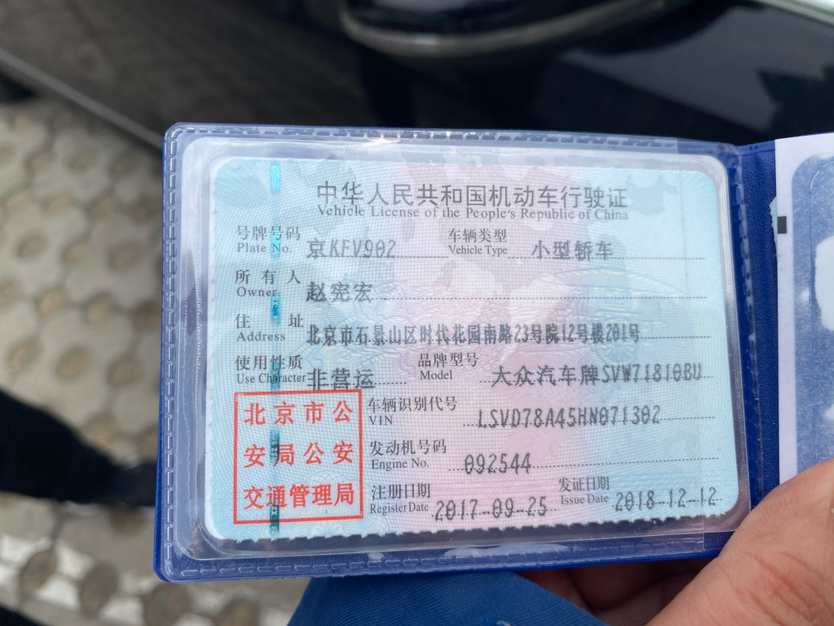 中华人民共和国机动车行驶证
Vehicle License of the People's Republic of China
号牌号码 京KFV902 车辆类型 小型轿车
Plate No. Vehicle Type
所有人 赵宪宏
Owner
住址 北京市石景山区时代花园南路23号院12号楼201号
Address
使用性质 非营运 品牌型号 大众汽车牌SVW71810BU
Use Character Model
北京市公
安局公安
交通管理局
车辆识别代号 LSVD78A45HN071302
VIN
发动机号码 092544
Engine No.
注册日期 2017-09-25 发证日期 2018-12-12
Register Date Issue Date